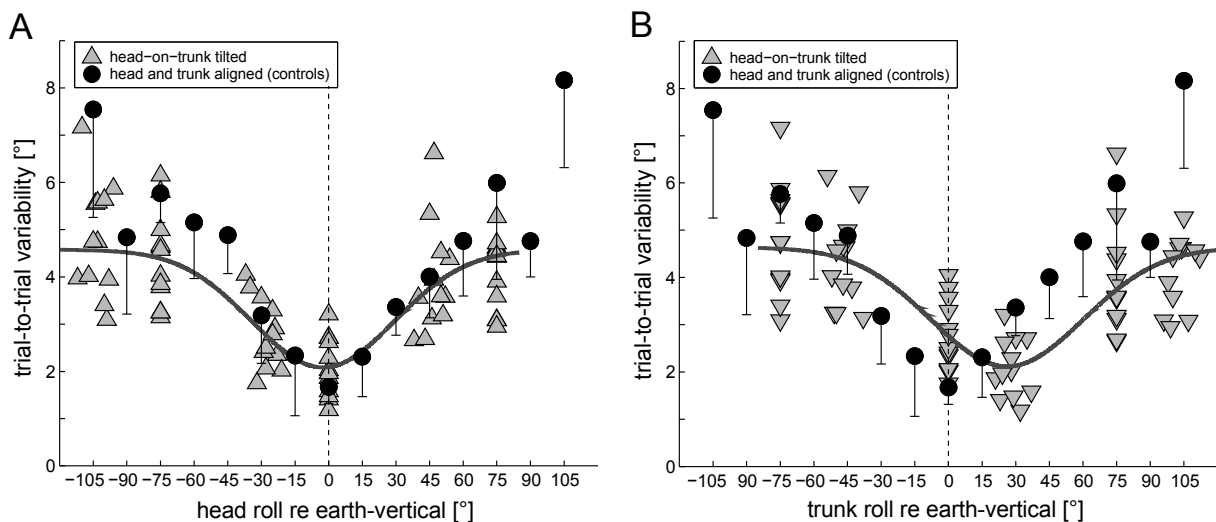 A
head-on-trunk tilted
head and trunk aligned (controls)
trial-to-trial variability [°]
8
6
4
2
0
−105 −90 −75 −60 −45 −30 −15 0 15 30 45 60 75 90 105
head roll re earth-vertical [°]
B
head-on-trunk tilted
head and trunk aligned (controls)
trial-to-trial variability [°]
8
6
4
2
0
−105 −90 −75 −60 −45 −30 −15 0 15 30 45 60 75 90 105
trunk roll re earth-vertical [°]